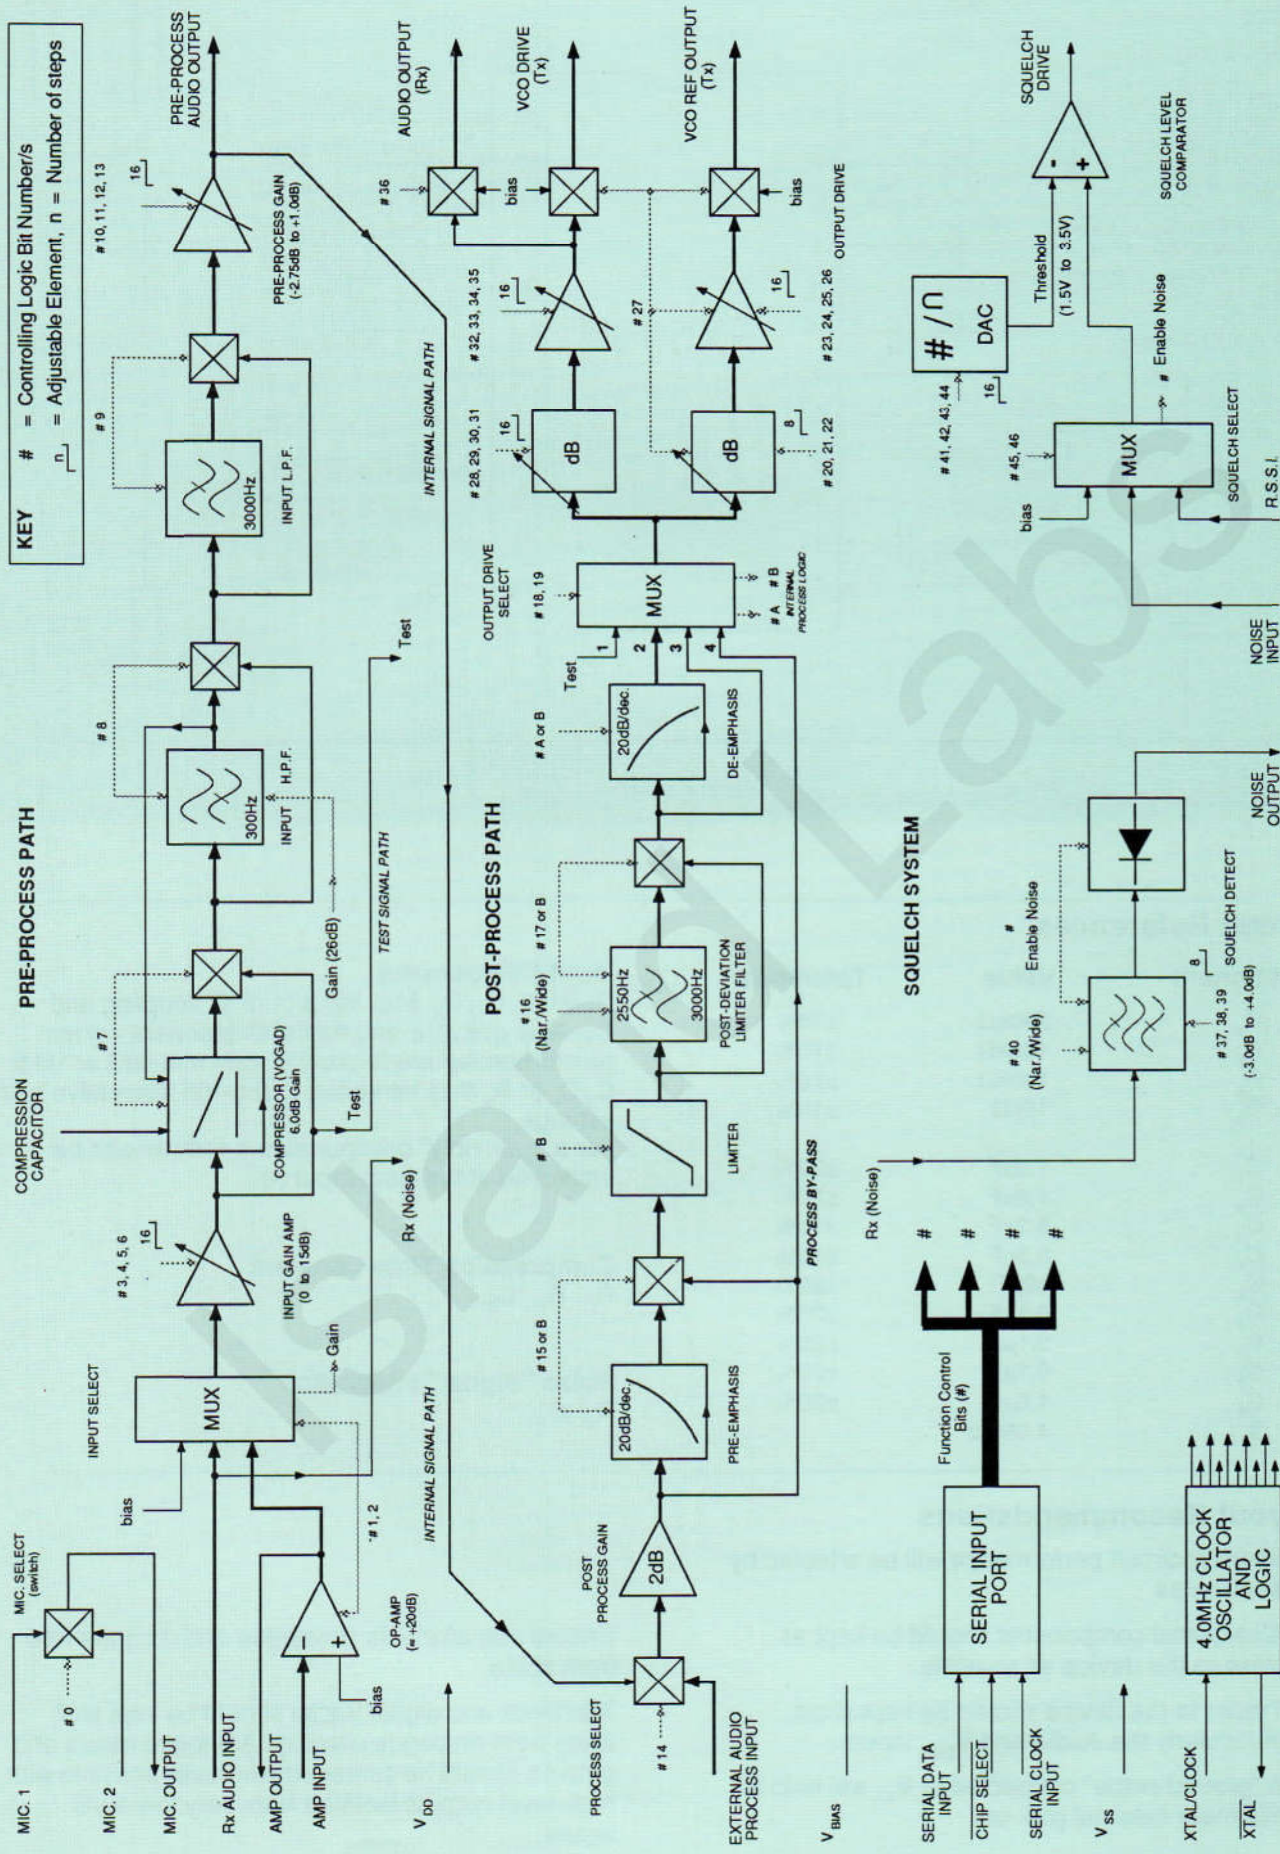 KEY
# = Controlling Logic Bit Number/s
n = Adjustable Element, n = Number of steps
PRE-PROCESS PATH
MIC. 1
MIC. 2
MIC. OUTPUT
Rx AUDIO INPUT
AMP OUTPUT
AMP INPUT
# 0
MIC. SELECT
(switch)
bias
INPUT SELECT
MUX
OP-AMP
(= +20dB)
bias
# 1, 2
Gain
# 3, 4, 5, 6
16
INPUT GAIN AMP
(0 to 15dB)
Rx (Noise)
COMPRESSION
CAPACITOR
COMPRESSOR (VOGAD)
6.0dB Gain
Test
# 7
Gain (26dB)
300Hz
INPUT H.P.F.
# 8
TEST SIGNAL PATH
Test
3000Hz
INPUT L.P.F.
# 9
# 10, 11, 12, 13
16
PRE-PROCESS GAIN
(-2.75dB to +1.0dB)
PRE-PROCESS
AUDIO OUTPUT
VDD
INTERNAL SIGNAL PATH
INTERNAL SIGNAL PATH
POST-PROCESS PATH
PROCESS SELECT
# 14
EXTERNAL AUDIO
PROCESS INPUT
POST
PROCESS GAIN
2dB
20dB/dec.
PRE-EMPHASIS
# 15 or B
PROCESS BY-PASS
# B
LIMITER
# 16
(Nar./Wide)
2550Hz
3000Hz
POST-DEVIATION
LIMITER FILTER
# 17 or B
# A or B
20dB/dec.
DE-EMPHASIS
Test
1
2
3
4
OUTPUT DRIVE
SELECT
# 18, 19
MUX
# A # B
INTERNAL
PROCESS LOGIC
# 28, 29, 30, 31
16
dB
# 32, 33, 34, 35
16
# 36
bias
AUDIO OUTPUT
(Rx)
VCO DRIVE
(Tx)
dB
8
# 20, 21, 22
# 27
16
# 23, 24, 25, 26
OUTPUT DRIVE
bias
VCO REF OUTPUT
(Tx)
VBIAS
SERIAL DATA
INPUT
CHIP SELECT
SERIAL CLOCK
INPUT
VSS
XTAL/CLOCK
XTAL
SERIAL INPUT
PORT
Function Control
Bits (#)
#
#
#
#
4.0MHz CLOCK
OSCILLATOR
AND
LOGIC
SQUELCH SYSTEM
Rx (Noise)
# 40
(Nar./Wide)
#
Enable Noise
8
# 37, 38, 39
SQUELCH DETECT
(-3.0dB to +4.0dB)
NOISE
OUTPUT
NOISE
INPUT
R.S.S.I.
bias
# 45, 46
MUX
SQUELCH SELECT
# Enable Noise
# 41, 42, 43, 44
16
# / n
DAC
Threshold
(1.5V to 3.5V)
SQUELCH
DRIVE
SQUELCH LEVEL
COMPARATOR
Island Labs